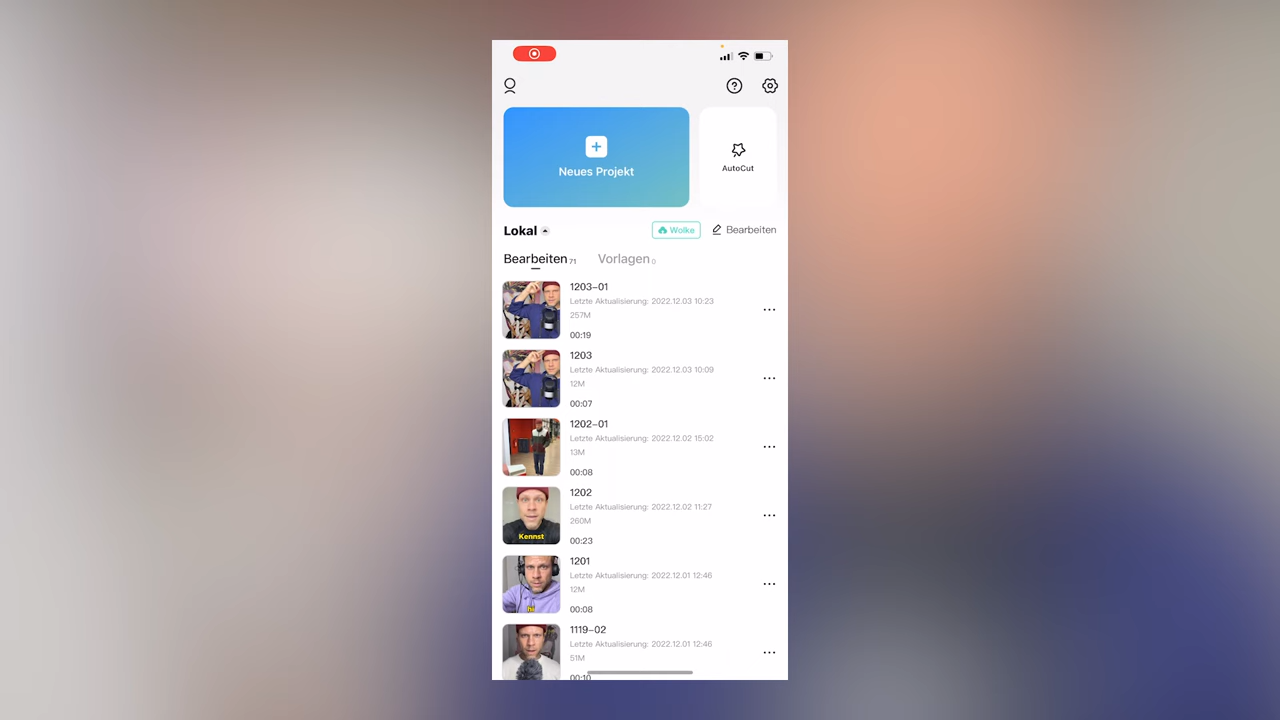 Neues Projekt
AutoCut
Lokal
Wolke
Bearbeiten
Bearbeiten 71
Vorlagen 0
1203-01
Letzte Aktualisierung: 2022.12.03 10:23
257M
00:19
1203
Letzte Aktualisierung: 2022.12.03 10:09
12M
00:07
1202-01
Letzte Aktualisierung: 2022.12.02 15:02
13M
00:08
1202
Letzte Aktualisierung: 2022.12.02 11:27
260M
Kennst
00:23
1201
Letzte Aktualisierung: 2022.12.01 12:46
12M
hi
00:08
1119-02
Letzte Aktualisierung: 2022.12.01 12:46
51M
00:10